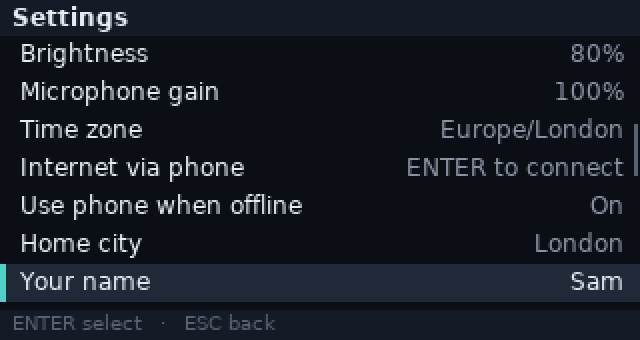 Settings
Brightness 80%
Microphone gain 100%
Time zone Europe/London
Internet via phone ENTER to connect
Use phone when offline On
Home city London
Your name Sam
ENTER select · ESC back